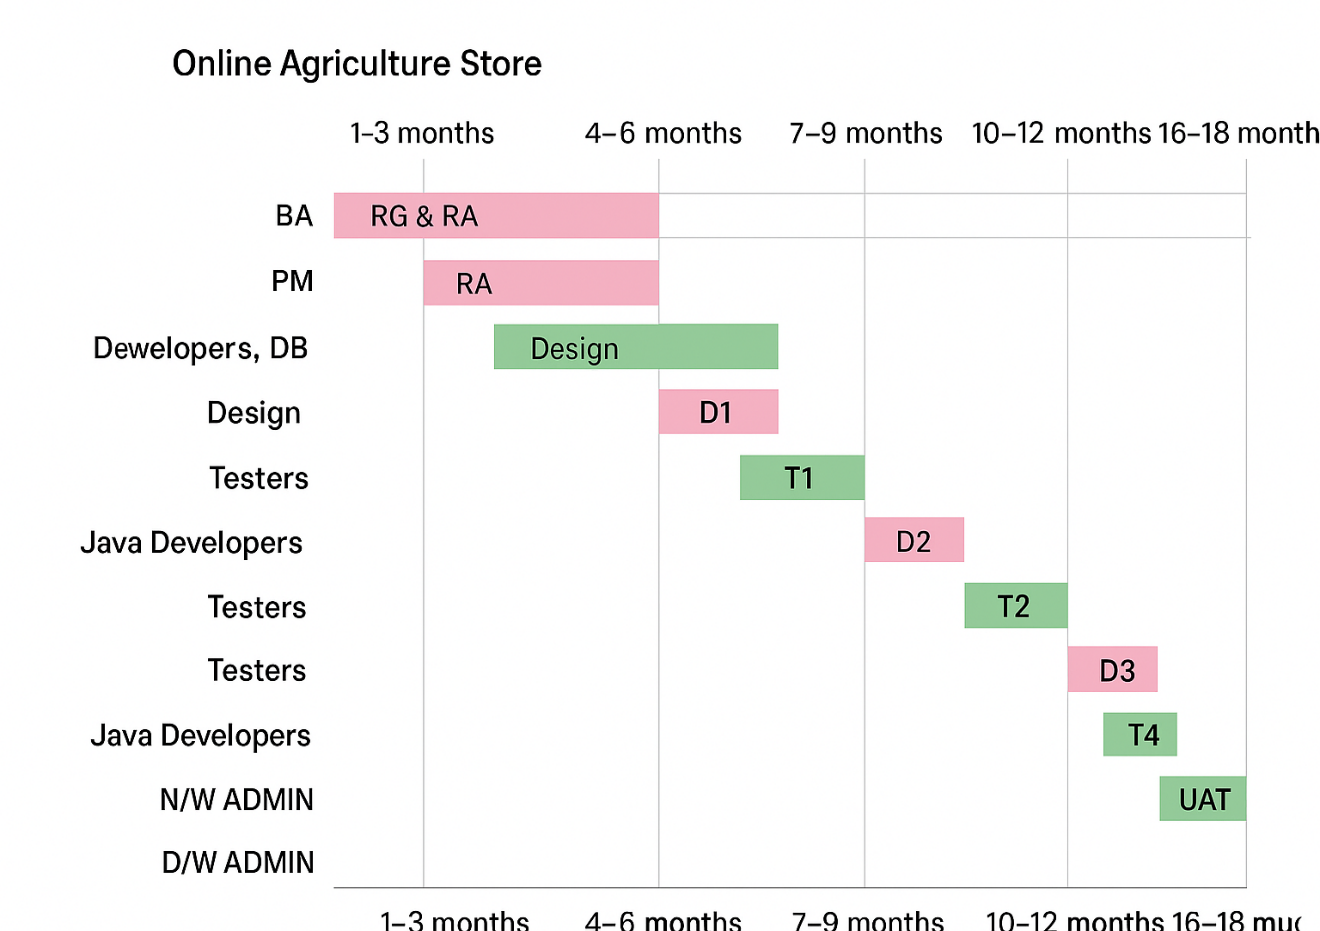 Online Agriculture Store
1–3 months 4–6 months 7–9 months 10–12 months 16–18 month
BA RG & RA
PM RA
Dewelopers, DB Design
Design D1
Testers T1
Java Developers D2
Testers T2
Testers D3
Java Developers T4
N/W ADMIN UAT
D/W ADMIN
1–3 months 4–6 months 7–9 months 10–12 months 16–18